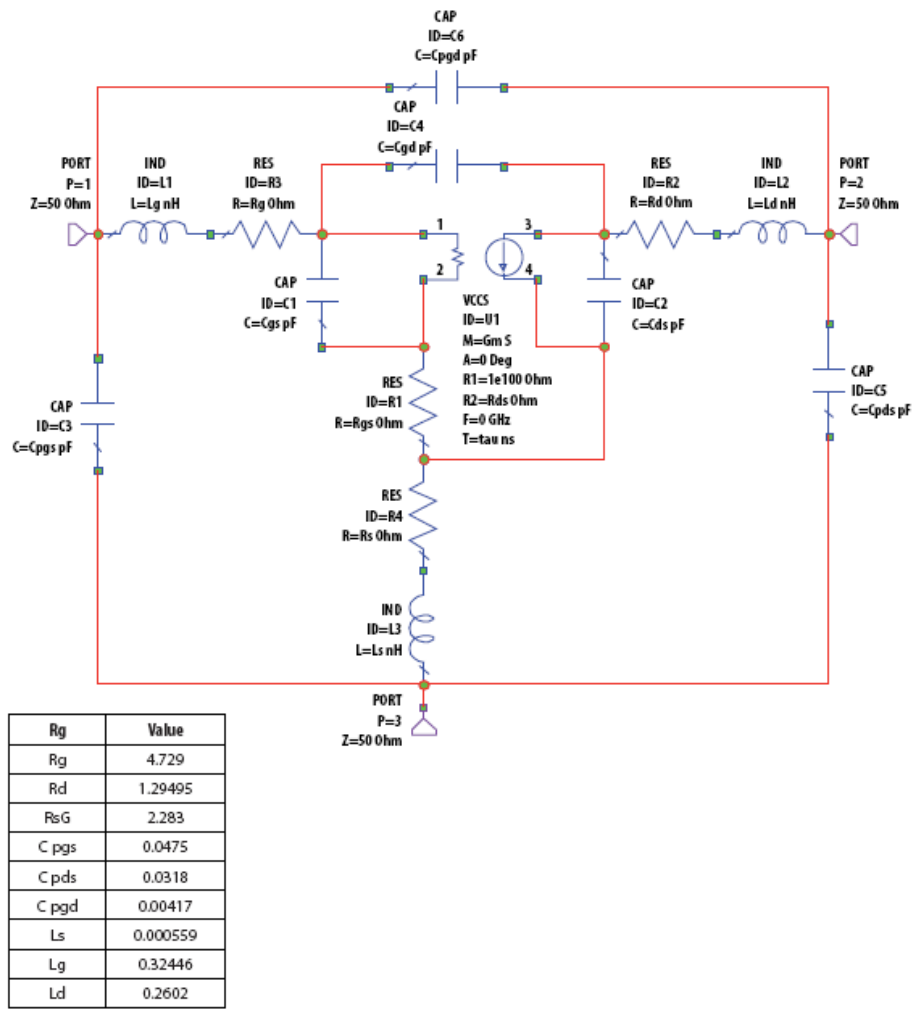 CAP
ID=C6
C=Cpgd pF
CAP
ID=C4
C=Cgd pF
PORT
P=1
Z=50 Ohm
IND
ID=L1
L=Lg nH
RES
ID=R3
R=Rg Ohm
RES
ID=R2
R=Rd Ohm
IND
ID=L2
L=Ld nH
PORT
P=2
Z=50 Ohm
1
2
3
4
CAP
ID=C1
C=Cgs pF
VCCS
ID=U1
M=Gm S
A=0 Deg
R1=1e100 Ohm
R2=Rds Ohm
F=0 GHz
T=tau ns
CAP
ID=C2
C=Cds pF
CAP
ID=C3
C=Cpgs pF
RES
ID=R1
R=Rgs Ohm
CAP
ID=C5
C=Cpds pF
RES
ID=R4
R=Rs Ohm
IND
ID=L3
L=Ls nH
PORT
P=3
Z=50 Ohm
Rg Value
Rg 4.729
Rd 1.29495
RsG 2.283
C pgs 0.0475
C pds 0.0318
C pgd 0.00417
Ls 0.000559
Lg 0.32446
Ld 0.2602